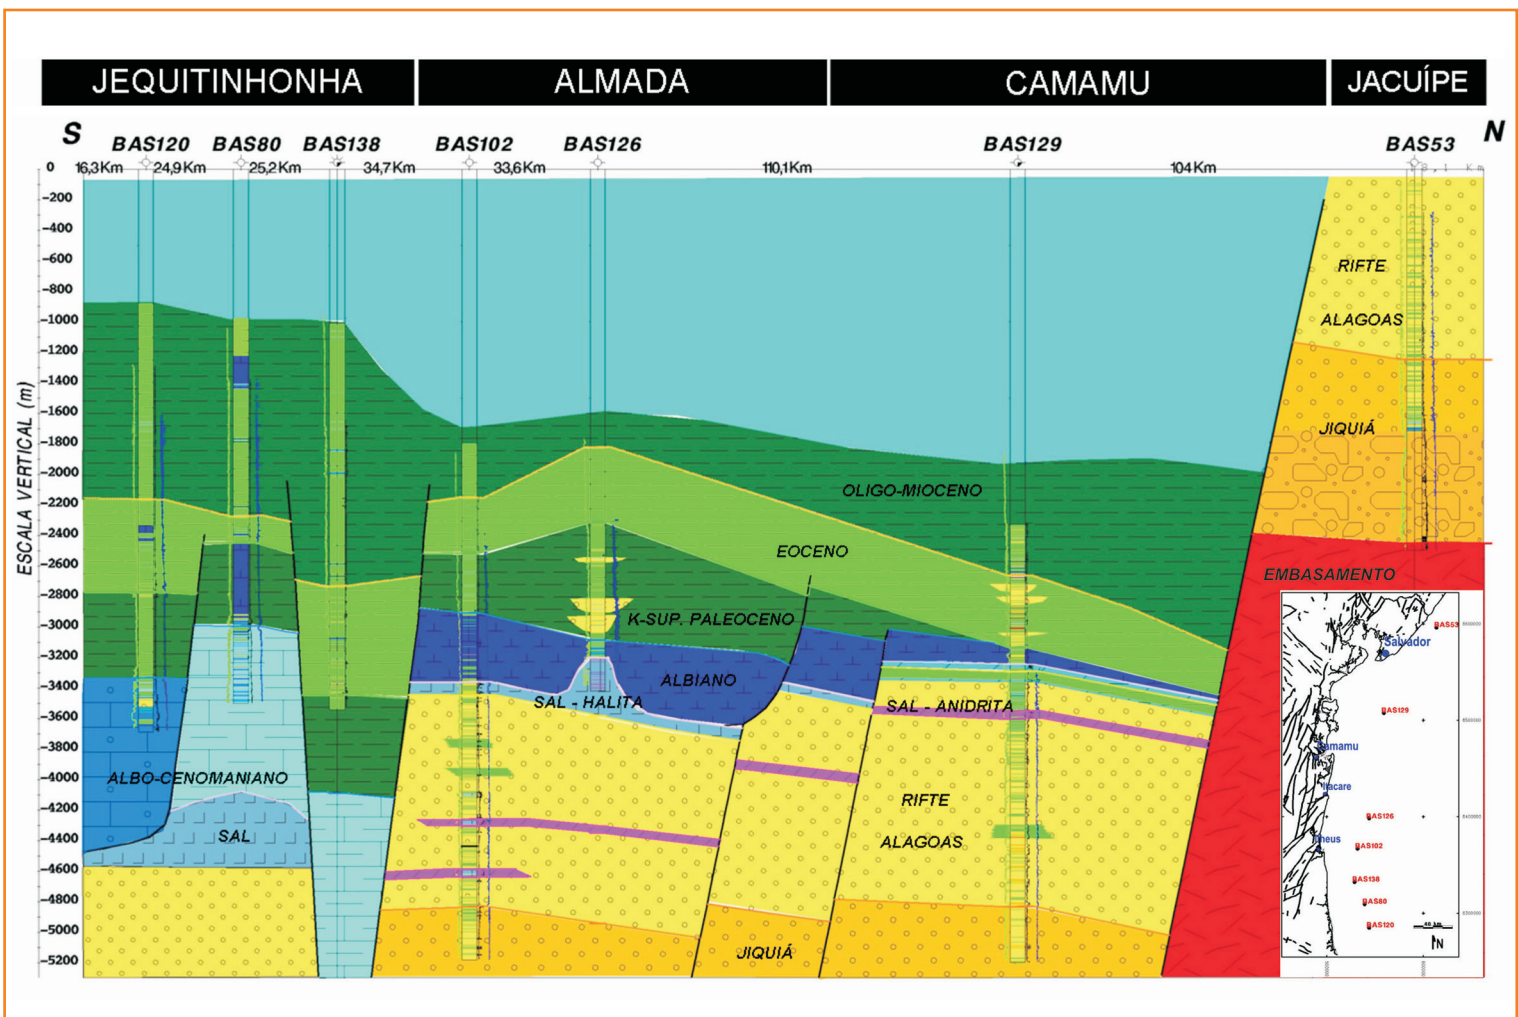 JEQUITINHONHA ALMADA CAMAMU JACUÍPE
S BAS120 BAS80 BAS138 BAS102 BAS126 BAS129 BAS53 N
16,3Km 24,9Km 25,2Km 34,7Km 33,6Km 110,1Km 104Km
ESCALA VERTICAL (m)
0
-200
-400
-600
-800
-1000
-1200
-1400
-1600
-1800
-2000
-2200
-2400
-2600
-2800
-3000
-3200
-3400
-3600
-3800
-4000
-4200
-4400
-4600
-4800
-5000
-5200
RIFTE
ALAGOAS
JIQUIÁ
OLIGO-MIOCENO
EOCENO
EMBASAMENTO
K-SUP. PALEOCENO
ALBIANO
SAL - HALITA
SAL - ANIDRITA
ALBO-CENOMANIANO
SAL
RIFTE
ALAGOAS
JIQUIÁ
BAS53
Salvador
BAS129
Camamu
Itacare
BAS126
Ilheus
BAS102
BAS138
BAS80
BAS120
N